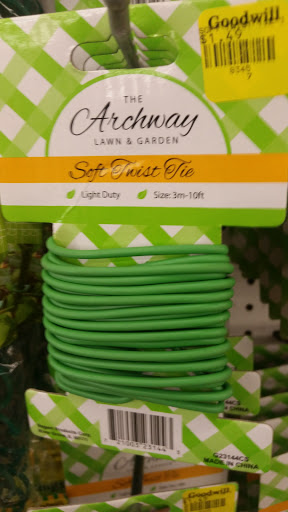 Goodwill
$1.49
THE
Archway
LAWN & GARDEN
Soft Twist Tie
Light Duty Size: 3m-10ft
G23144CS
MADE IN CHINA
Goodwill